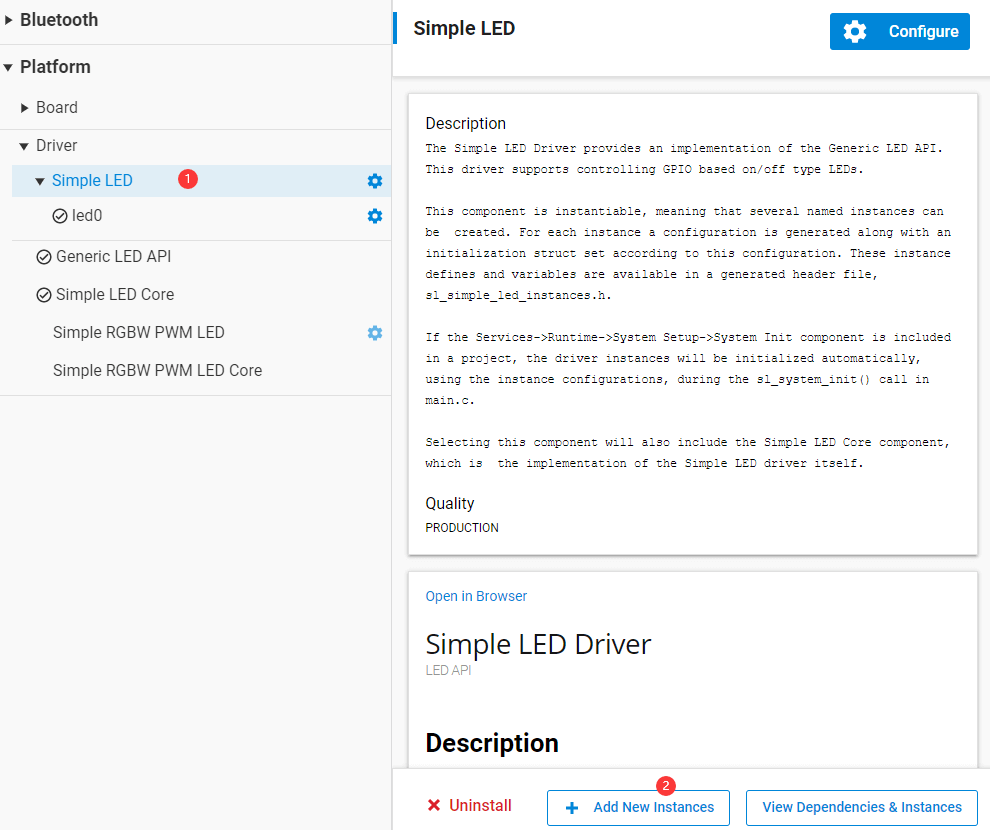 Bluetooth
Platform
Board
Driver
Simple LED 1
led0
Generic LED API
Simple LED Core
Simple RGBW PWM LED
Simple RGBW PWM LED Core
Simple LED
Configure
Description
The Simple LED Driver provides an implementation of the Generic LED API.
This driver supports controlling GPIO based on/off type LEDs.
This component is instantiable, meaning that several named instances can
be  created. For each instance a configuration is generated along with an
initialization struct set according to this configuration. These instance
defines and variables are available in a generated header file,
sl_simple_led_instances.h.
If the Services->Runtime->System Setup->System Init component is included
in a project, the driver instances will be initialized automatically,
using the instance configurations, during the sl_system_init() call in
main.c.
Selecting this component will also include the Simple LED Core component,
which is  the implementation of the Simple LED driver itself.
Quality
PRODUCTION
Open in Browser
Simple LED Driver
LED API
Description
2
Uninstall
Add New Instances
View Dependencies & Instances